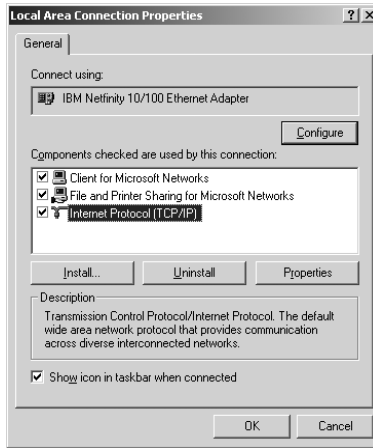 Local Area Connection Properties
General
Connect using:
IBM Netfinity 10/100 Ethernet Adapter
Configure
Components checked are used by this connection:
Client for Microsoft Networks
File and Printer Sharing for Microsoft Networks
Internet Protocol (TCP/IP)
Install... Uninstall Properties
Description
Transmission Control Protocol/Internet Protocol. The default
wide area network protocol that provides communication
across diverse interconnected networks.
Show icon in taskbar when connected
OK Cancel